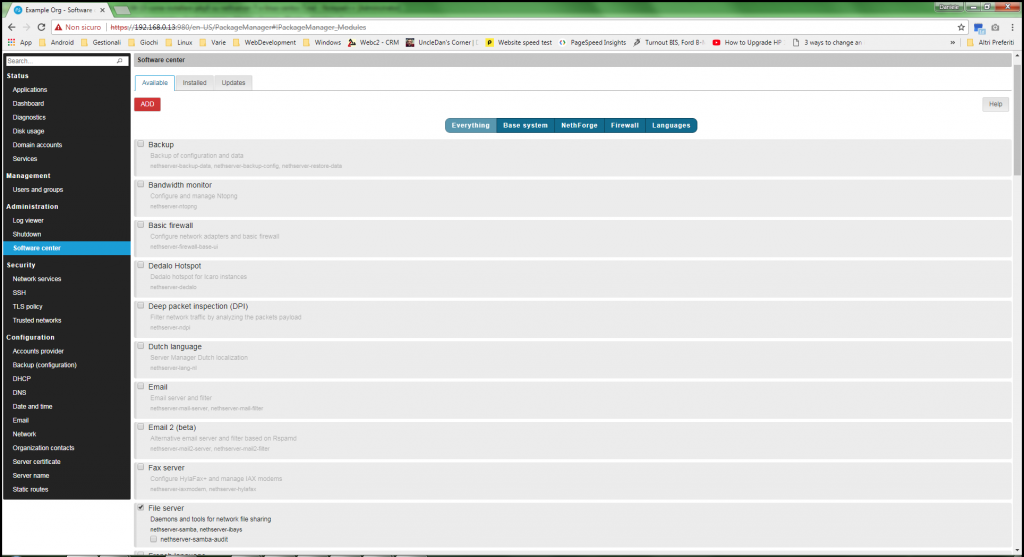 Example Org - Software
Daniele
Non sicuro
https://192.168.0.13:980/en-US/PackageManager#!PackageManager_Modules
App Android Gestionali Giochi Linux Varie WebDevelopment Windows Webc2 - CRM UncleDan's Corner | Website speed test PageSpeed Insights Turnout BIS, Ford B- How to Upgrade HP 3 ways to change an » Altri Preferiti
Search...
Status
Applications
Dashboard
Diagnostics
Disk usage
Domain accounts
Services
Management
Users and groups
Administration
Log viewer
Shutdown
Software center
Security
Network services
SSH
TLS policy
Trusted networks
Configuration
Accounts provider
Backup (configuration)
DHCP
DNS
Date and time
Email
Network
Organization contacts
Server certificate
Server name
Static routes
Software center
Available Installed Updates
ADD
Help
Everything Base system NethForge Firewall Languages
Backup
Backup of configuration and data
nethserver-backup-data, nethserver-backup-config, nethserver-restore-data
Bandwidth monitor
Configure and manage Ntopng
nethserver-ntopng
Basic firewall
Configure network adapters and basic firewall
nethserver-firewall-base-ui
Dedalo Hotspot
Dedalo hotspot for Icaro instances
nethserver-dedalo
Deep packet inspection (DPI)
Filter network traffic by analyzing the packets payload
nethserver-ndpi
Dutch language
Server Manager Dutch localization
nethserver-lang-nl
Email
Email server and filter
nethserver-mail-server, nethserver-mail-filter
Email 2 (beta)
Alternative email server and filter based on Rspamd
nethserver-mail2-server, nethserver-mail2-filter
Fax server
Configure HylaFax+ and manage IAX modems
nethserver-iaxmodem, nethserver-hylafax
File server
Daemons and tools for network file sharing
nethserver-samba, nethserver-ibays
nethserver-samba-audit